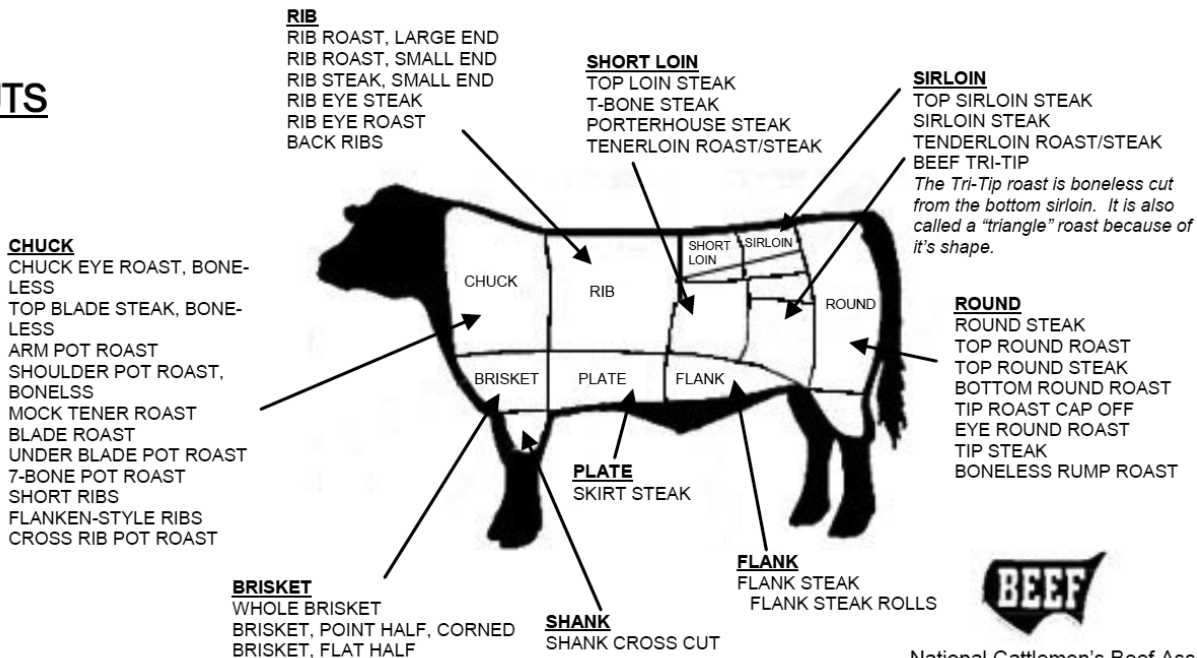 UTS
RIB
RIB ROAST, LARGE END
RIB ROAST, SMALL END
RIB STEAK, SMALL END
RIB EYE STEAK
RIB EYE ROAST
BACK RIBS
SHORT LOIN
TOP LOIN STEAK
T-BONE STEAK
PORTERHOUSE STEAK
TENERLOIN ROAST/STEAK
SIRLOIN
TOP SIRLOIN STEAK
SIRLOIN STEAK
TENDERLOIN ROAST/STEAK
BEEF TRI-TIP
The Tri-Tip roast is boneless cut
from the bottom sirloin. It is also
called a “triangle” roast because of
it’s shape.
CHUCK
CHUCK EYE ROAST, BONE-
LESS
TOP BLADE STEAK, BONE-
LESS
ARM POT ROAST
SHOULDER POT ROAST,
BONELSS
MOCK TENER ROAST
BLADE ROAST
UNDER BLADE POT ROAST
7-BONE POT ROAST
SHORT RIBS
FLANKEN-STYLE RIBS
CROSS RIB POT ROAST
CHUCK
RIB
SHORT
LOIN
SIRLOIN
ROUND
BRISKET
PLATE
FLANK
ROUND
ROUND STEAK
TOP ROUND ROAST
TOP ROUND STEAK
BOTTOM ROUND ROAST
TIP ROAST CAP OFF
EYE ROUND ROAST
TIP STEAK
BONELESS RUMP ROAST
PLATE
SKIRT STEAK
BRISKET
WHOLE BRISKET
BRISKET, POINT HALF, CORNED
BRISKET, FLAT HALF
SHANK
SHANK CROSS CUT
FLANK
FLANK STEAK
FLANK STEAK ROLLS
BEEF
National Cattlemen’s Beef Ass